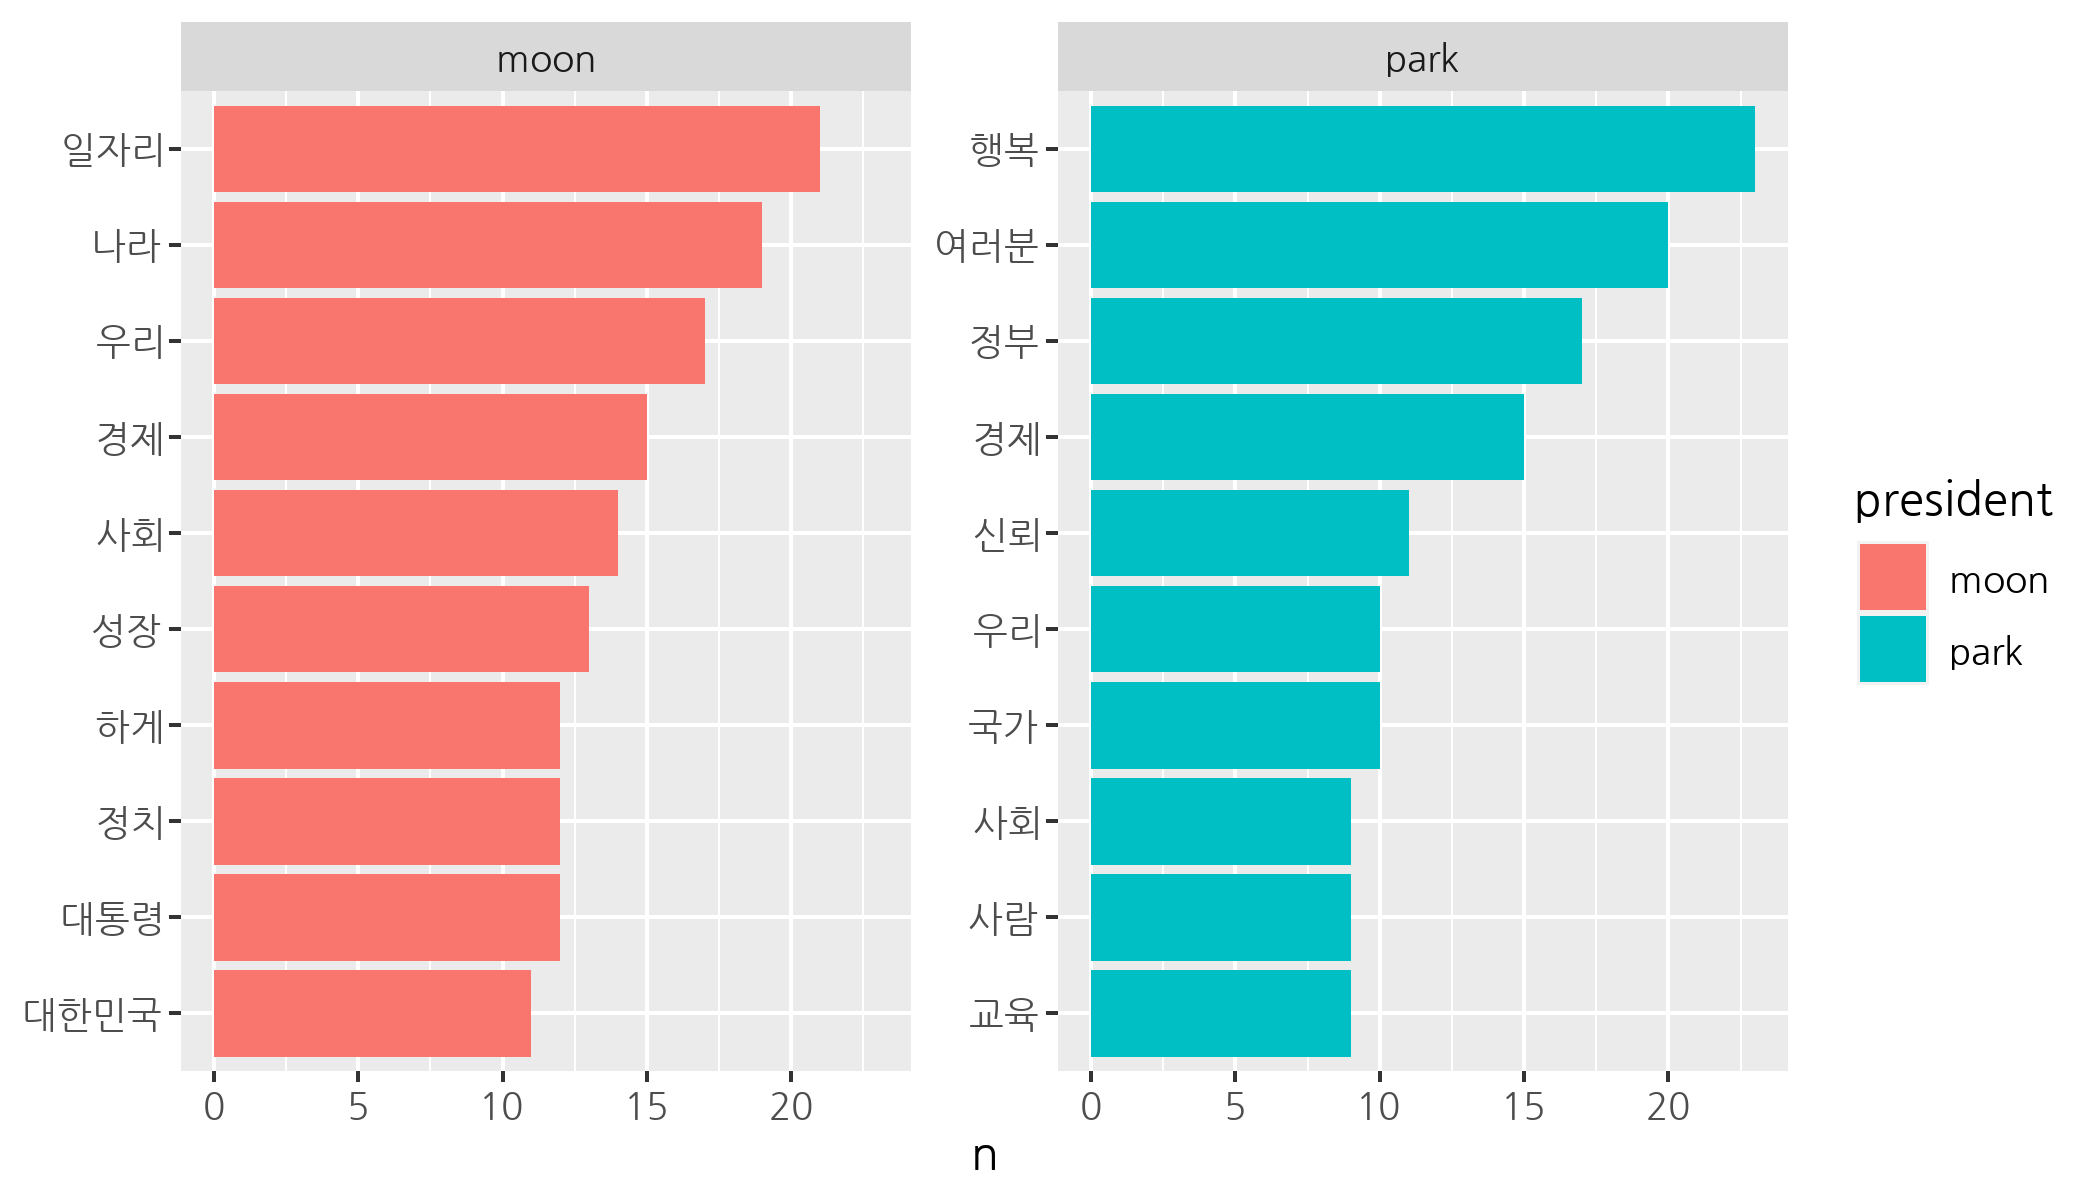 moon
일자리
나라
우리
경제
사회
성장
하게
정치
대통령
대한민국
0 5 10 15 20
park
행복
여러분
정부
경제
신뢰
우리
국가
사회
사람
교육
0 5 10 15 20
n
president
moon
park